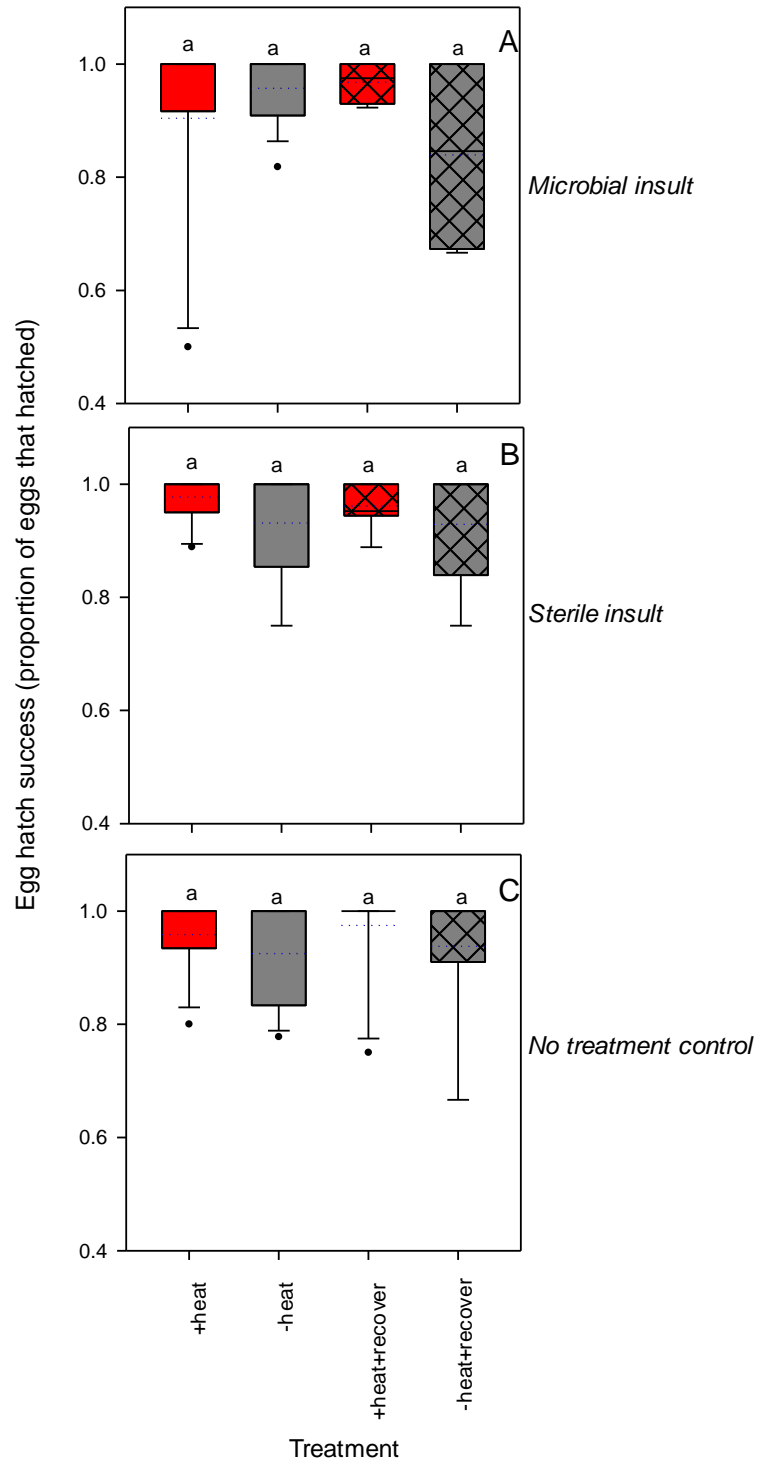 A
a a a a
1.0
0.8
0.6
0.4
Microbial insult
B
a a a a
1.0
0.8
0.6
0.4
Sterile insult
C
a a a a
1.0
0.8
0.6
0.4
No treatment control
Egg hatch success (proportion of eggs that hatched)
+heat
-heat
+heat+recover
-heat+recover
Treatment